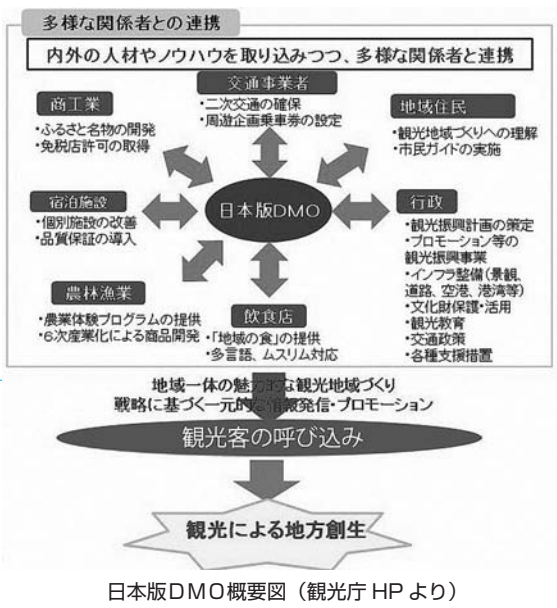 多様な関係者との連携
内外の人材やノウハウを取り込みつつ、多様な関係者と連携
交通事業者
・二次交通の確保
・周遊企画乗車券の設定
商工業
・ふるさと名物の開発
・免税店許可の取得
地域住民
・観光地域づくりへの理解
・市民ガイドの実施
宿泊施設
・個別施設の改善
・品質保証の導入
日本版DMO
行政
・観光振興計画の策定
・プロモーション等の
観光振興事業
・インフラ整備(景観、
道路、空港、港湾等)
・文化財保護・活用
・観光教育
・交通政策
・各種支援措置
農林漁業
・農業体験プログラムの提供
・6次産業化による商品開発
飲食店
・「地域の食」の提供
・多言語、ムスリム対応
地域一体の魅力的な観光地域づくり
戦略に基づく一元的な情報発信・プロモーション
観光客の呼び込み
観光による地方創生
日本版DMO概要図（観光庁HPより）